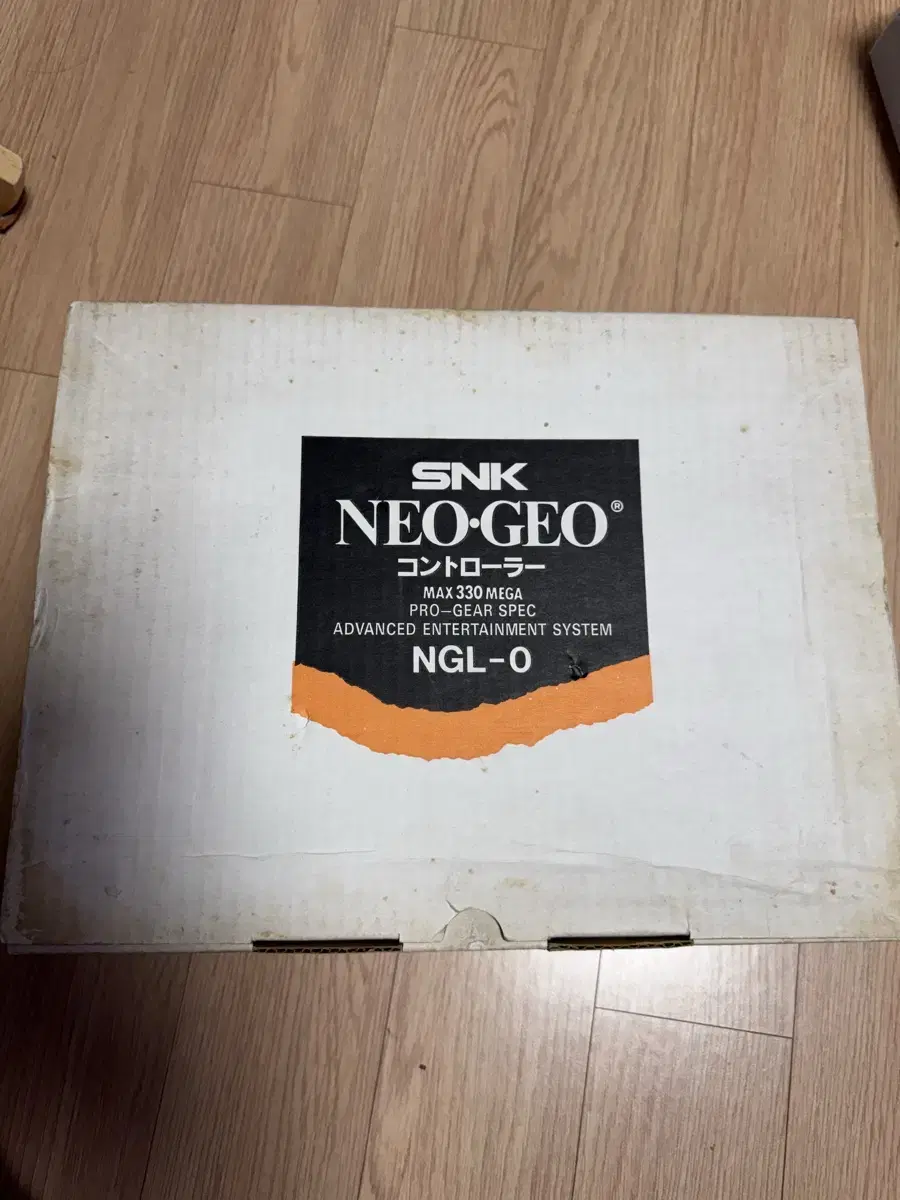 SNK
NEO·GEO®
コントローラー
MAX 330 MEGA
PRO-GEAR SPEC
ADVANCED ENTERTAINMENT SYSTEM
NGL-0